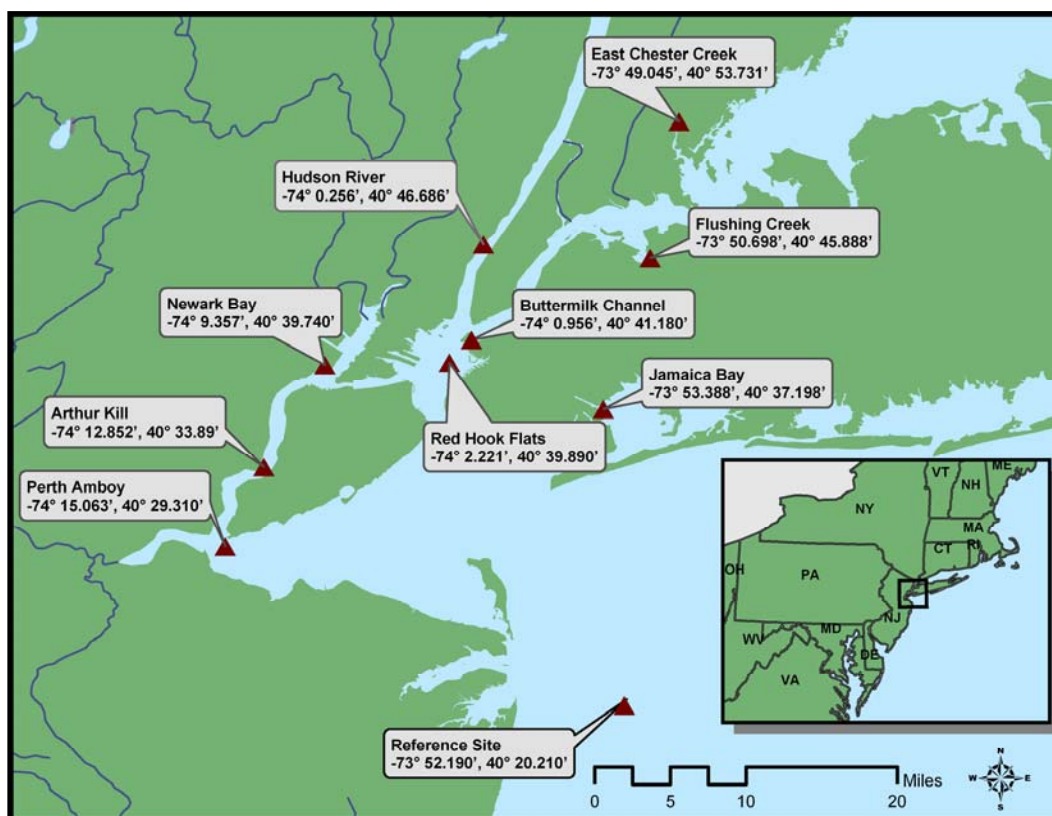 East Chester Creek
-73° 49.045’, 40° 53.731’
Hudson River
-74° 0.256’, 40° 46.686’
Flushing Creek
-73° 50.698’, 40° 45.888’
Newark Bay
-74° 9.357’, 40° 39.740’
Buttermilk Channel
-74° 0.956’, 40° 41.180’
Jamaica Bay
-73° 53.388’, 40° 37.198’
Arthur Kill
-74° 12.852’, 40° 33.89’
Red Hook Flats
-74° 2.221’, 40° 39.890’
Perth Amboy
-74° 15.063’, 40° 29.310’
Reference Site
-73° 52.190’, 40° 20.210’
VT
ME
NH
NY
MA
CT
RI
OH
PA
NJ
MD
WV
DE
VA
Miles
0
5
10
20
N
W
E
S